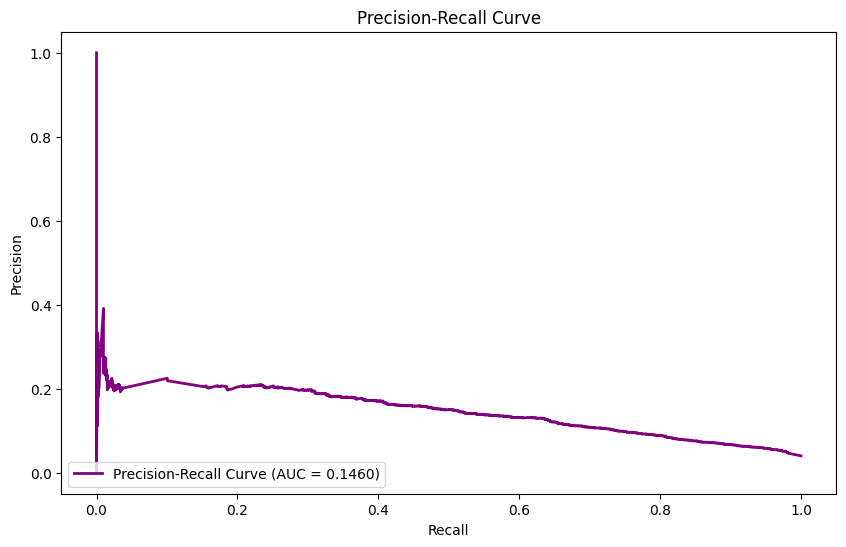 Precision-Recall Curve
Precision
1.0
0.8
0.6
0.4
0.2
0.0
Precision-Recall Curve (AUC = 0.1460)
0.0 0.2 0.4 0.6 0.8 1.0
Recall